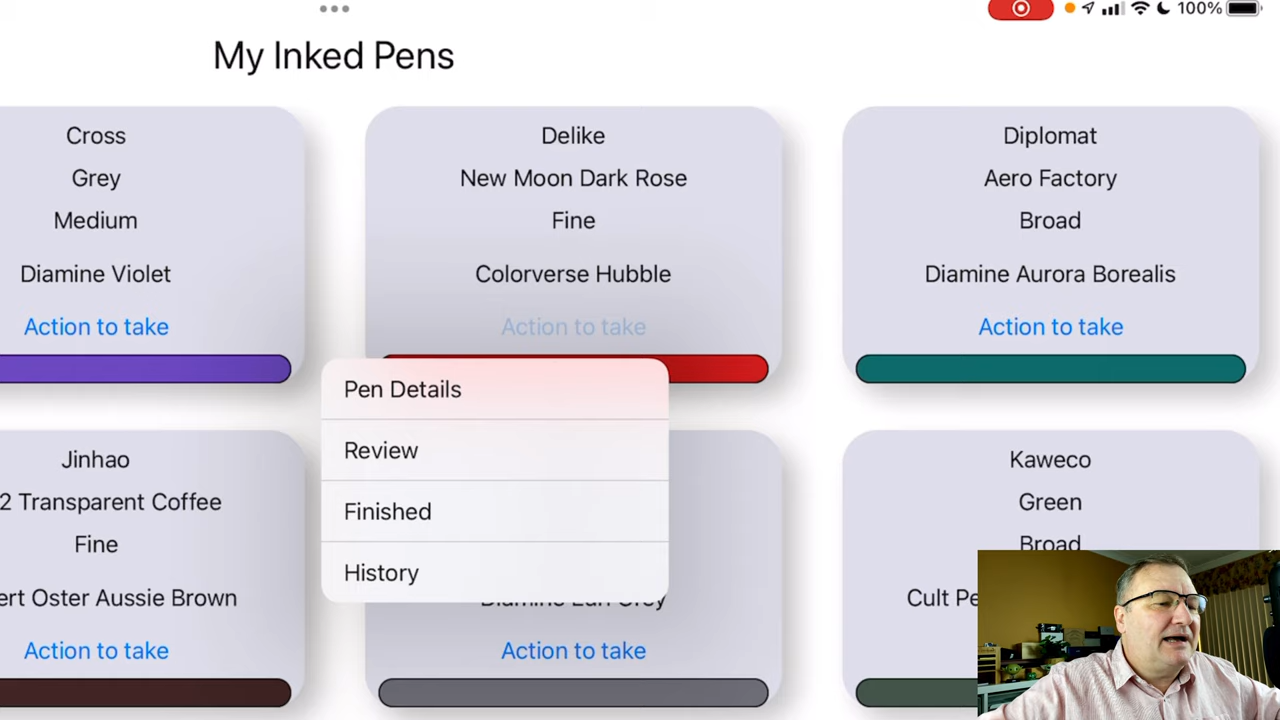 100%
My Inked Pens
Cross
Grey
Medium
Diamine Violet
Action to take
Delike
New Moon Dark Rose
Fine
Colorverse Hubble
Action to take
Diplomat
Aero Factory
Broad
Diamine Aurora Borealis
Action to take
Pen Details
Review
Finished
History
Jinhao
2 Transparent Coffee
Fine
ert Oster Aussie Brown
Action to take
Diamine Earl Grey
Action to take
Kaweco
Green
Broad
Cult Pe